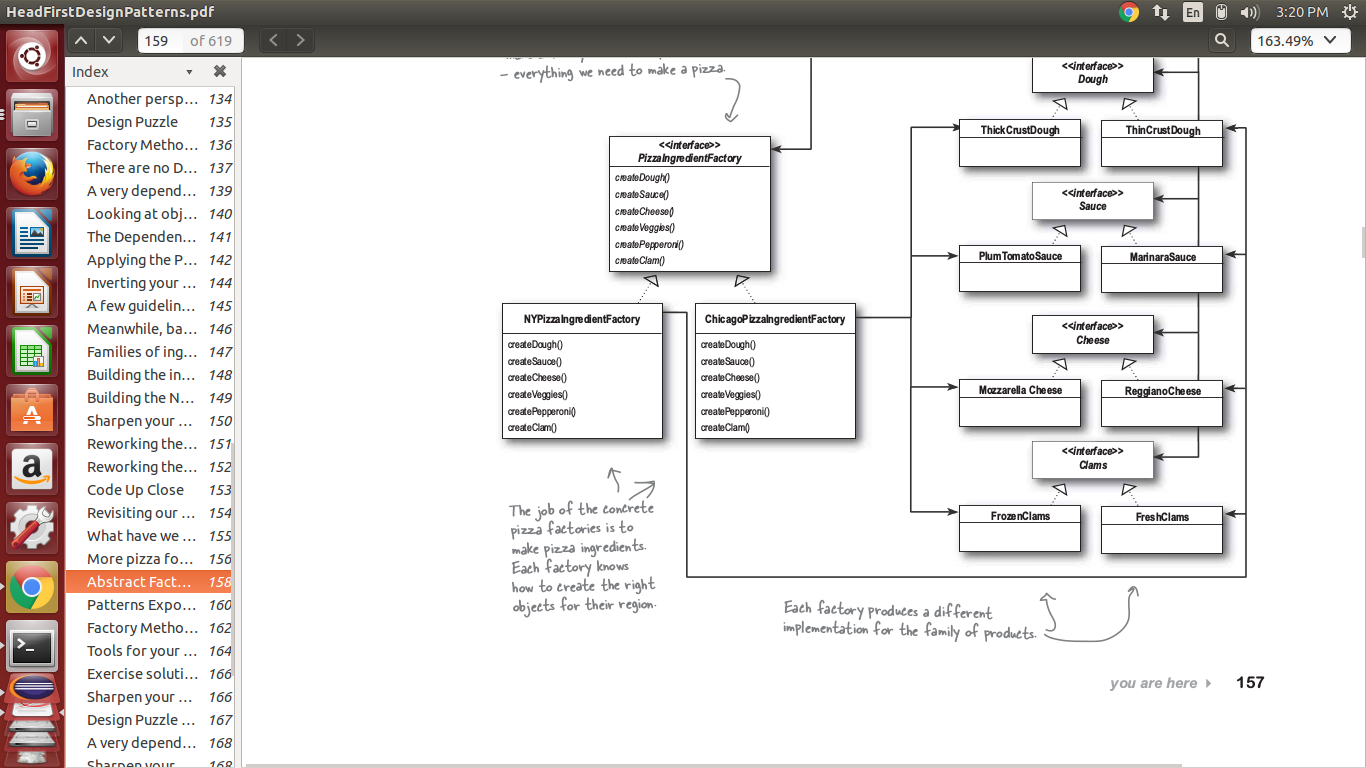 HeadFirstDesignPatterns.pdf
En
3:20 PM
159 of 619
163.49%
Index
Another persp... 134
Design Puzzle 135
Factory Metho... 136
There are no D... 137
A very depend... 139
Looking at obj... 140
The Dependen... 141
Applying the P... 142
Inverting your ... 144
A few guidelin... 145
Meanwhile, ba... 146
Families of ing... 147
Building the in... 148
Building the N... 149
Sharpen your ... 150
Reworking the... 151
Reworking the... 152
Code Up Close 153
Revisiting our ... 154
What have we ... 155
More pizza fo... 156
Abstract Fact... 158
Patterns Expo... 160
Factory Metho... 162
Tools for your ... 164
Exercise soluti... 166
Sharpen your ... 166
Design Puzzle ... 167
A very depend... 168
Sharpen your ... 168
– everything we need to make a pizza.
<<interface>>
PizzaIngredientFactory
createDough()
createSauce()
createCheese()
createVeggies()
createPepperoni()
createClam()
NYPizzaIngredientFactory
createDough()
createSauce()
createCheese()
createVeggies()
createPepperoni()
createClam()
ChicagoPizzaIngredientFactory
createDough()
createSauce()
createCheese()
createVeggies()
createPepperoni()
createClam()
<<interface>>
Dough
ThickCrustDough
ThinCrustDough
<<interface>>
Sauce
PlumTomatoSauce
MarinaraSauce
<<interface>>
Cheese
Mozzarella Cheese
ReggianoCheese
<<interface>>
Clams
FrozenClams
FreshClams
The job of the concrete
pizza factories is to
make pizza ingredients.
Each factory knows
how to create the right
objects for their region.
Each factory produces a different
implementation for the family of products.
you are here 157